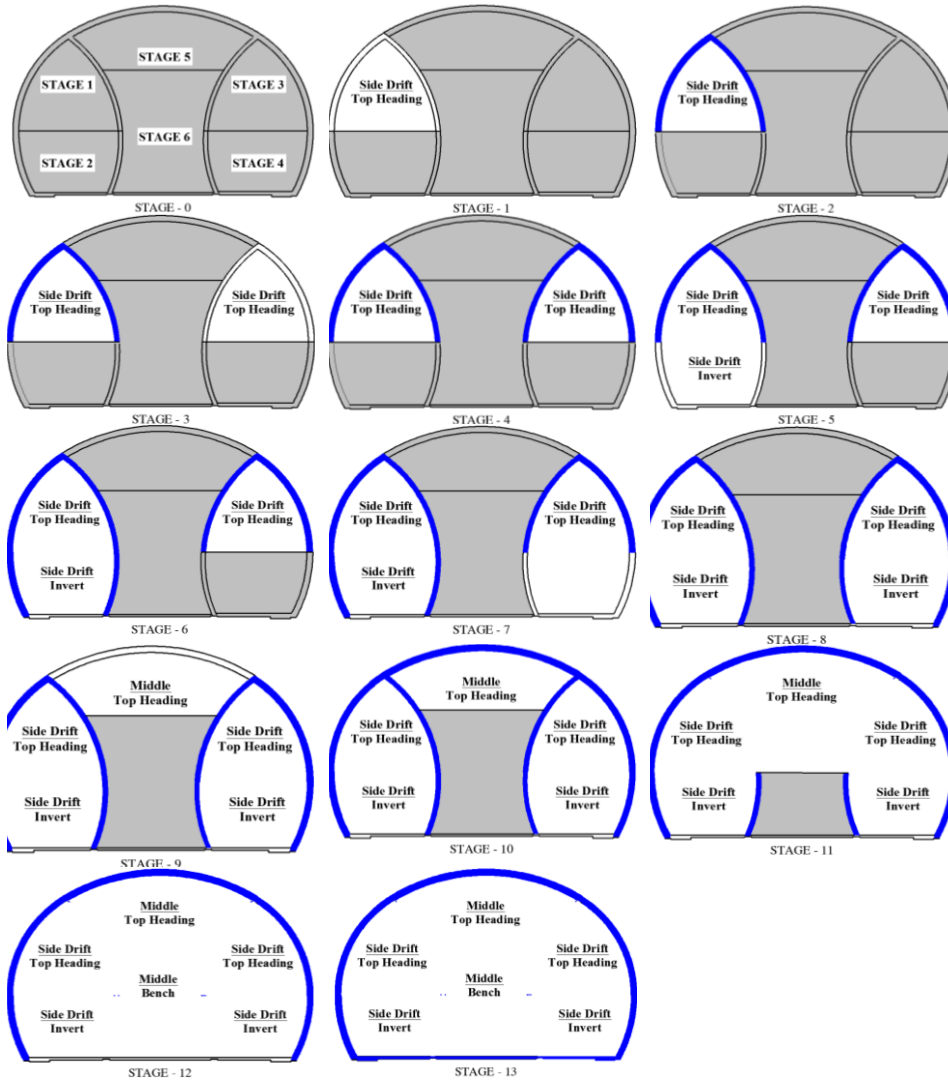 STAGE 5
STAGE 1
STAGE 3
STAGE 6
STAGE 2
STAGE 4
STAGE - 0
Side Drift
Top Heading
STAGE - 1
Side Drift
Top Heading
STAGE - 2
Side Drift
Top Heading
Side Drift
Top Heading
STAGE - 3
Side Drift
Top Heading
Side Drift
Top Heading
STAGE - 4
Side Drift
Top Heading
Side Drift
Top Heading
Side Drift
Invert
STAGE - 5
Side Drift
Top Heading
Side Drift
Top Heading
Side Drift
Invert
STAGE - 6
Side Drift
Top Heading
Side Drift
Top Heading
Side Drift
Invert
STAGE - 7
Side Drift
Top Heading
Side Drift
Top Heading
Side Drift
Invert
Side Drift
Invert
STAGE - 8
Middle
Top Heading
Side Drift
Top Heading
Side Drift
Top Heading
Side Drift
Invert
Side Drift
Invert
STAGE - 9
Middle
Top Heading
Side Drift
Top Heading
Side Drift
Top Heading
Side Drift
Invert
Side Drift
Invert
STAGE - 10
Middle
Top Heading
Side Drift
Top Heading
Side Drift
Top Heading
Side Drift
Invert
Side Drift
Invert
STAGE - 11
Middle
Top Heading
Side Drift
Top Heading
Side Drift
Top Heading
Middle
Bench
Side Drift
Invert
Side Drift
Invert
STAGE - 12
Middle
Top Heading
Side Drift
Top Heading
Side Drift
Top Heading
Middle
Bench
Side Drift
Invert
Side Drift
Invert
STAGE - 13